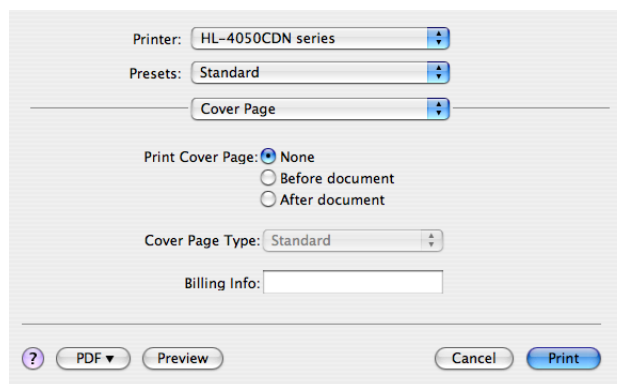 Printer: HL-4050CDN series
Presets: Standard
Cover Page
Print Cover Page: None
Before document
After document
Cover Page Type: Standard
Billing Info:
? PDF▼ Preview Cancel Print